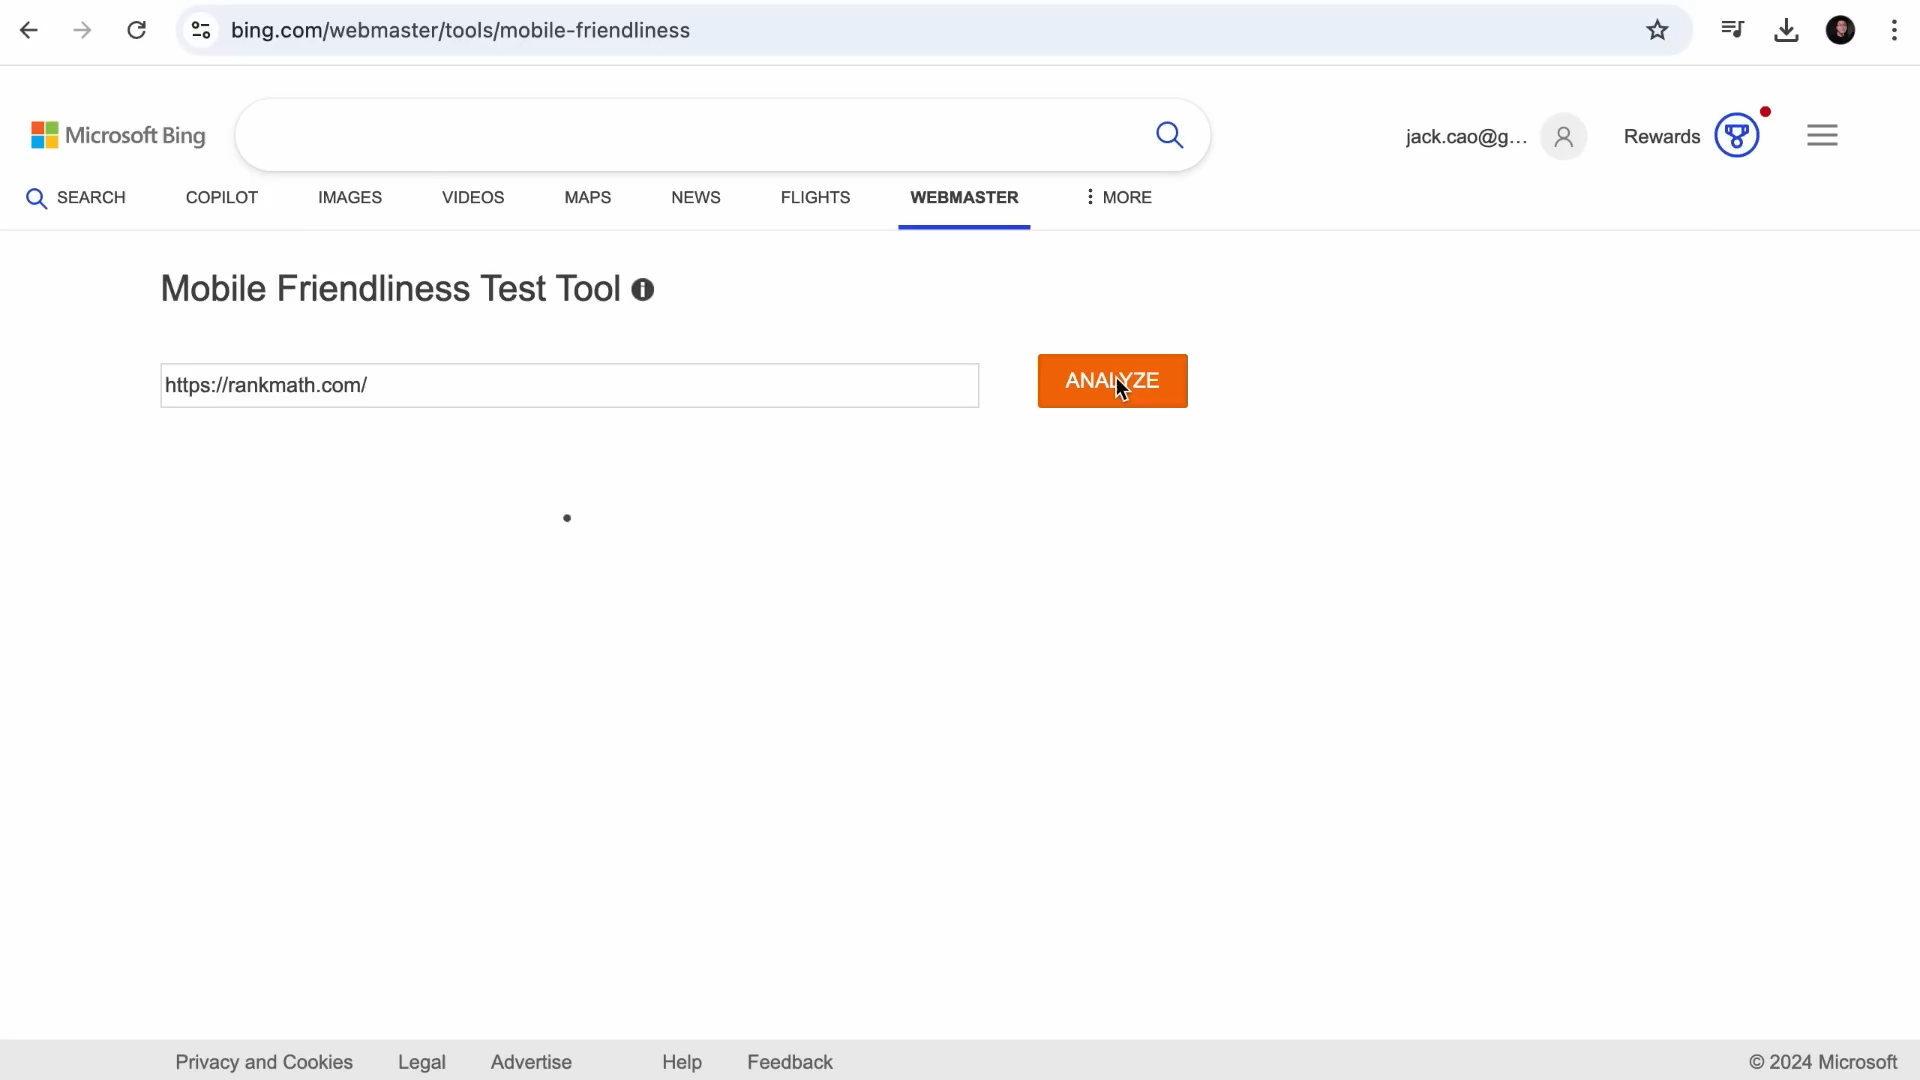 bing.com/webmaster/tools/mobile-friendliness
Microsoft Bing
jack.cao@g...
Rewards
SEARCH COPILOT IMAGES VIDEOS MAPS NEWS FLIGHTS WEBMASTER MORE
Mobile Friendliness Test Tool
https://rankmath.com/
ANALYZE
Privacy and Cookies Legal Advertise Help Feedback © 2024 Microsoft